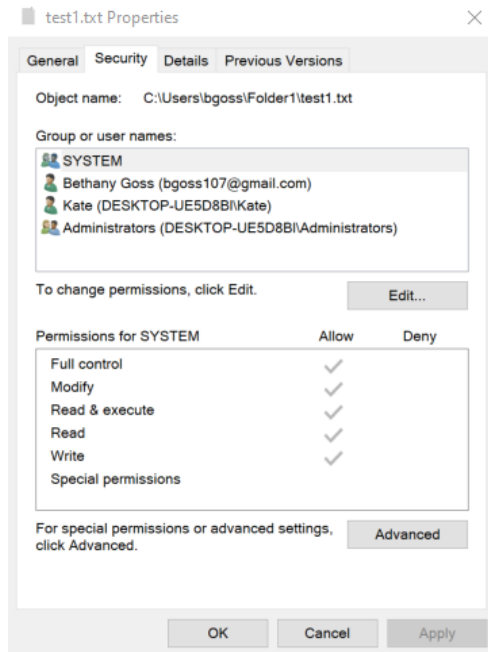 test1.txt Properties
General Security Details Previous Versions
Object name: C:\Users\bgoss\Folder1\test1.txt
Group or user names:
SYSTEM
Bethany Goss (bgoss107@gmail.com)
Kate (DESKTOP-UE5D8BI\Kate)
Administrators (DESKTOP-UE5D8BI\Administrators)
To change permissions, click Edit.
Edit...
Permissions for SYSTEM Allow Deny
Full control
Modify
Read & execute
Read
Write
Special permissions
For special permissions or advanced settings,
click Advanced.
Advanced
OK Cancel Apply